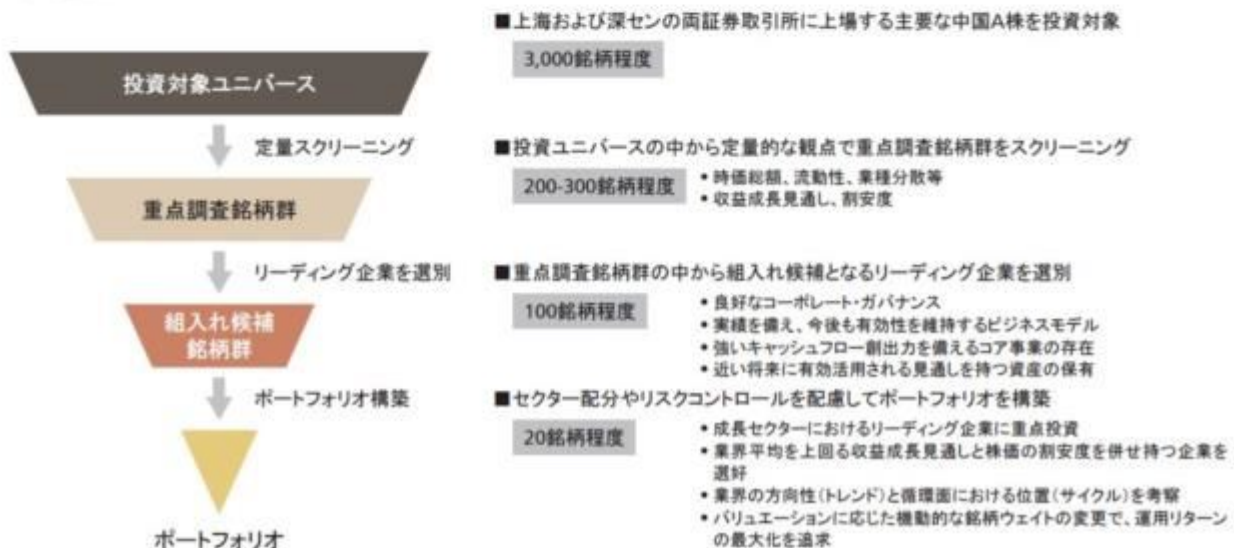 ■上海および深センの両証券取引所に上場する主要な中国A株を投資対象
3,000銘柄程度
投資対象ユニバース
定量スクリーニング
■投資ユニバースの中から定量的な観点で重点調査銘柄群をスクリーニング
200-300銘柄程度
• 時価総額、流動性、業種分散等
• 収益成長見通し、割安度
重点調査銘柄群
リーディング企業を選別
■重点調査銘柄群の中から組入れ候補となるリーディング企業を選別
100銘柄程度
• 良好なコーポレート・ガバナンス
• 実績を備え、今後も有効性を維持するビジネスモデル
• 強いキャッシュフロー創出力を備えるコア事業の存在
• 近い将来に有効活用される見通しを持つ資産の保有
組入れ候補
銘柄群
ポートフォリオ構築
■セクター配分やリスクコントロールを配慮してポートフォリオを構築
20銘柄程度
• 成長セクターにおけるリーディング企業に重点投資
• 業界平均を上回る収益成長見通しと株価の割安度を併せ持つ企業を
選好
• 業界の方向性(トレンド)と循環面における位置(サイクル)を考察
• バリュエーションに応じた機動的な銘柄ウェイトの変更で、運用リターン
の最大化を追求
ポートフォリオ